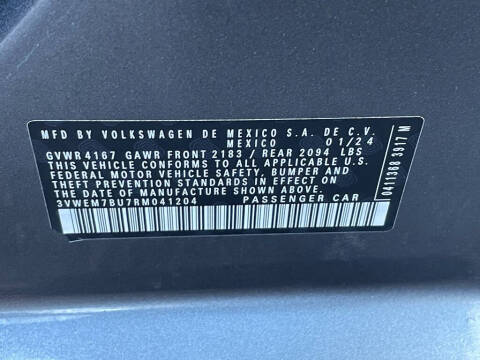 MFD BY VOLKSWAGEN DE MEXICO S.A. DE C.V.
MEXICO 01/24
GVWR 4167 GAWR FRONT 2183 / REAR 2094 LBS
THIS VEHICLE CONFORMS TO ALL APPLICABLE U.S.
FEDERAL MOTOR VEHICLE SAFETY, BUMPER, AND
THEFT PREVENTION STANDARDS IN EFFECT ON
THE DATE OF MANUFACTURE SHOWN ABOVE.
3VWEM7BU7RM041204 PASSENGER CAR
0411360 3917 M